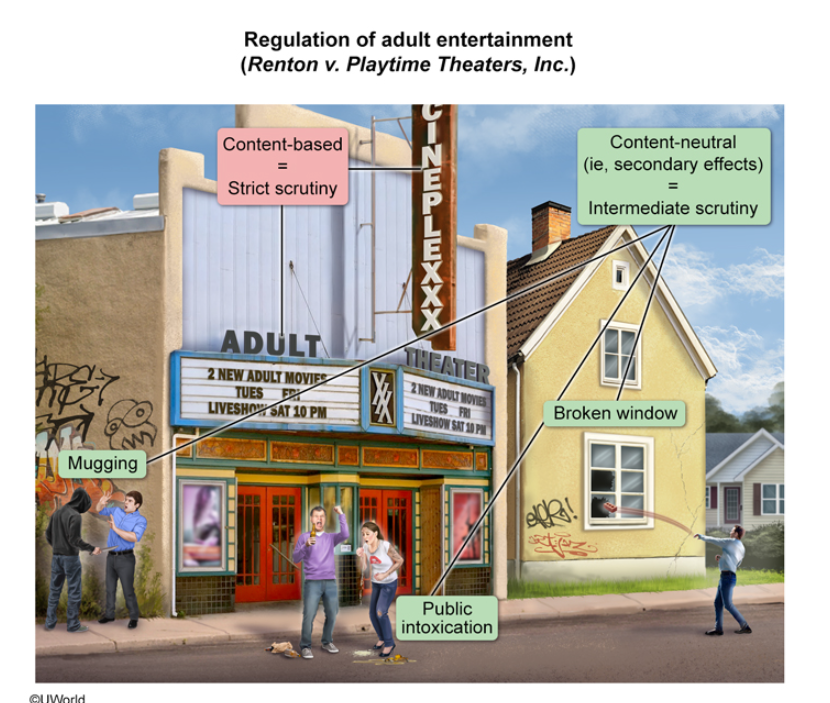 Regulation of adult entertainment
(Renton v. Playtime Theaters, Inc.)
Content-based
=
Strict scrutiny
CINEPLEXXX
Content-neutral
(ie, secondary effects)
=
Intermediate scrutiny
ADULT
THEATER
2 NEW ADULT MOVIES
TUES FRI
LIVESHOW SAT 10 PM
XXX
2 NEW ADULT MOVIES
TUES FRI
LIVESHOW SAT 10 PM
Broken window
Mugging
Public
intoxication
©UWorld